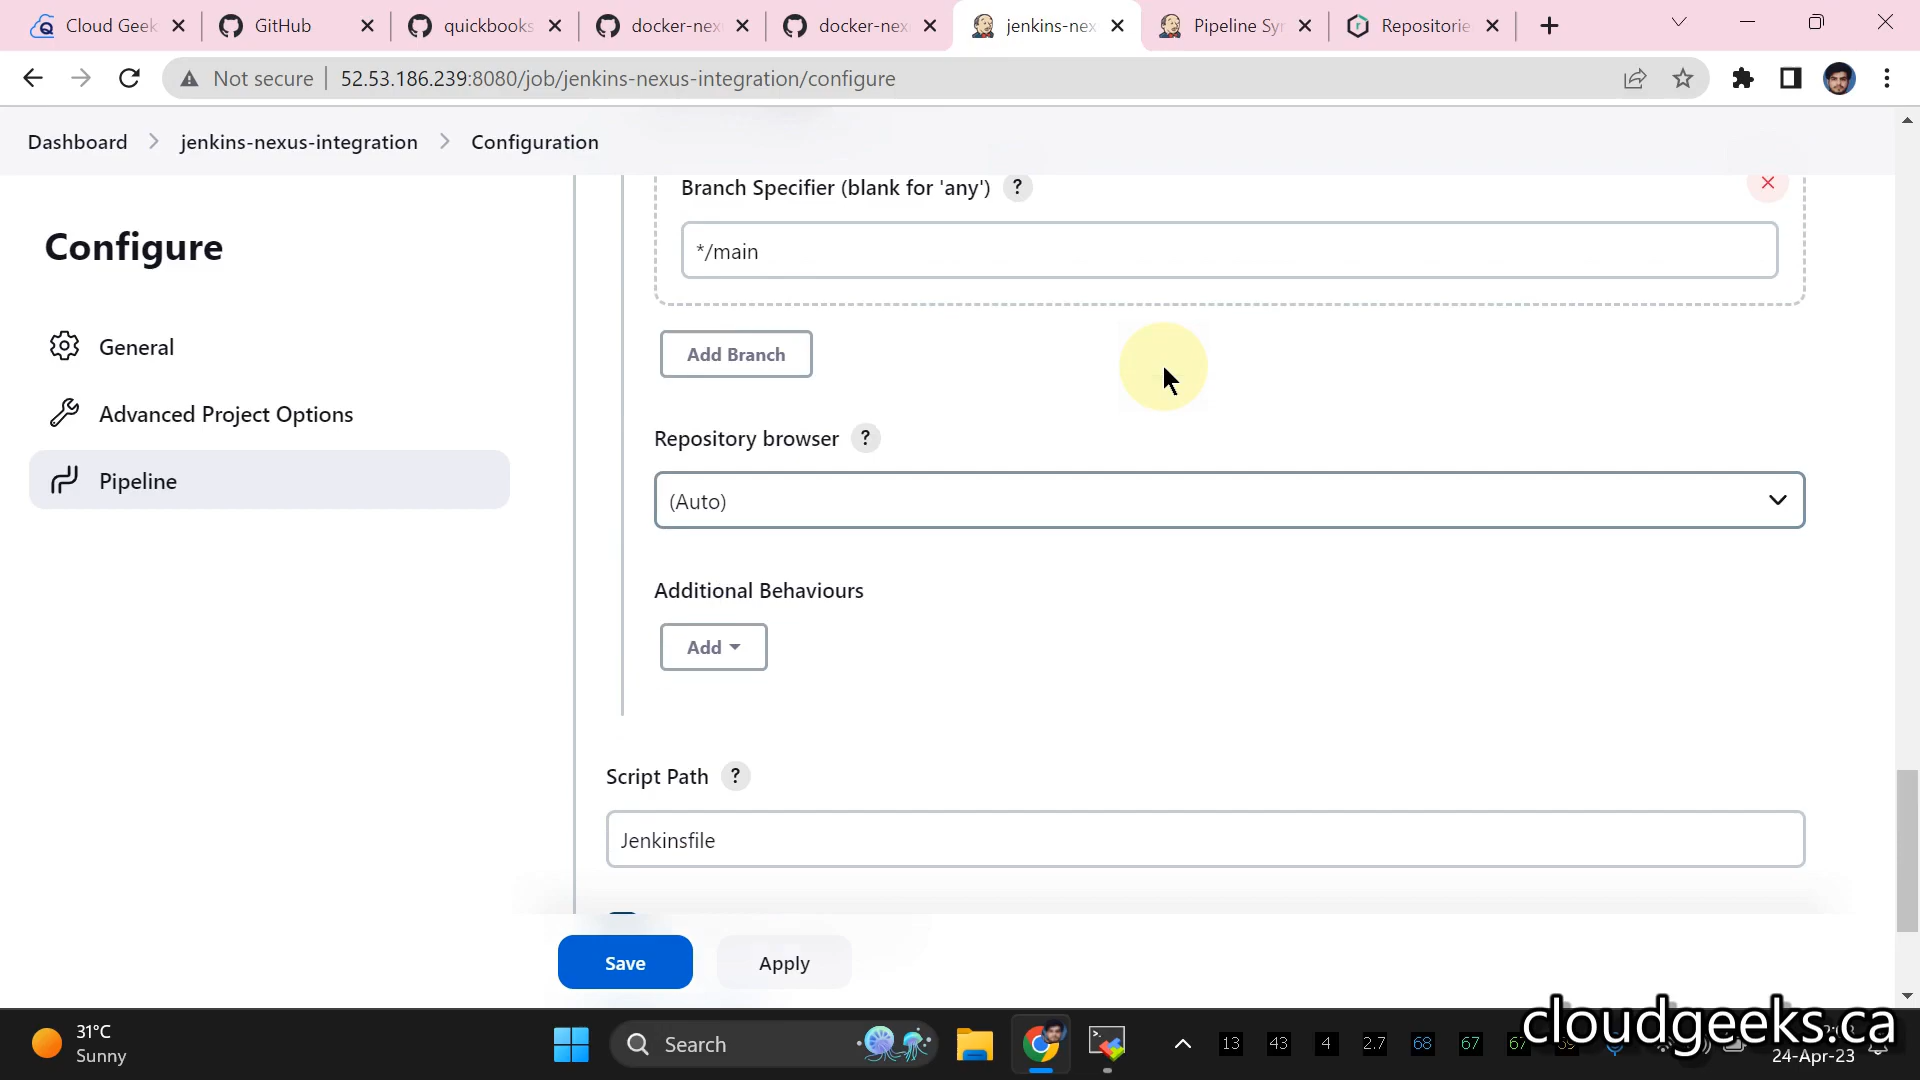 Cloud Geek
GitHub
quickbooks
docker-nex
docker-nex
jenkins-nex
Pipeline Syn
Repositorie
Not secure
52.53.186.239:8080/job/jenkins-nexus-integration/configure
Dashboard
jenkins-nexus-integration
Configuration
Configure
General
Advanced Project Options
Pipeline
Branch Specifier (blank for 'any') ?
*/main
Add Branch
Repository browser ?
(Auto)
Additional Behaviours
Add
Script Path ?
Jenkinsfile
Save
Apply
31°C
Sunny
Search
13
43
4
2.7
68
67
67
cloudgeeks.ca
24-Apr-23